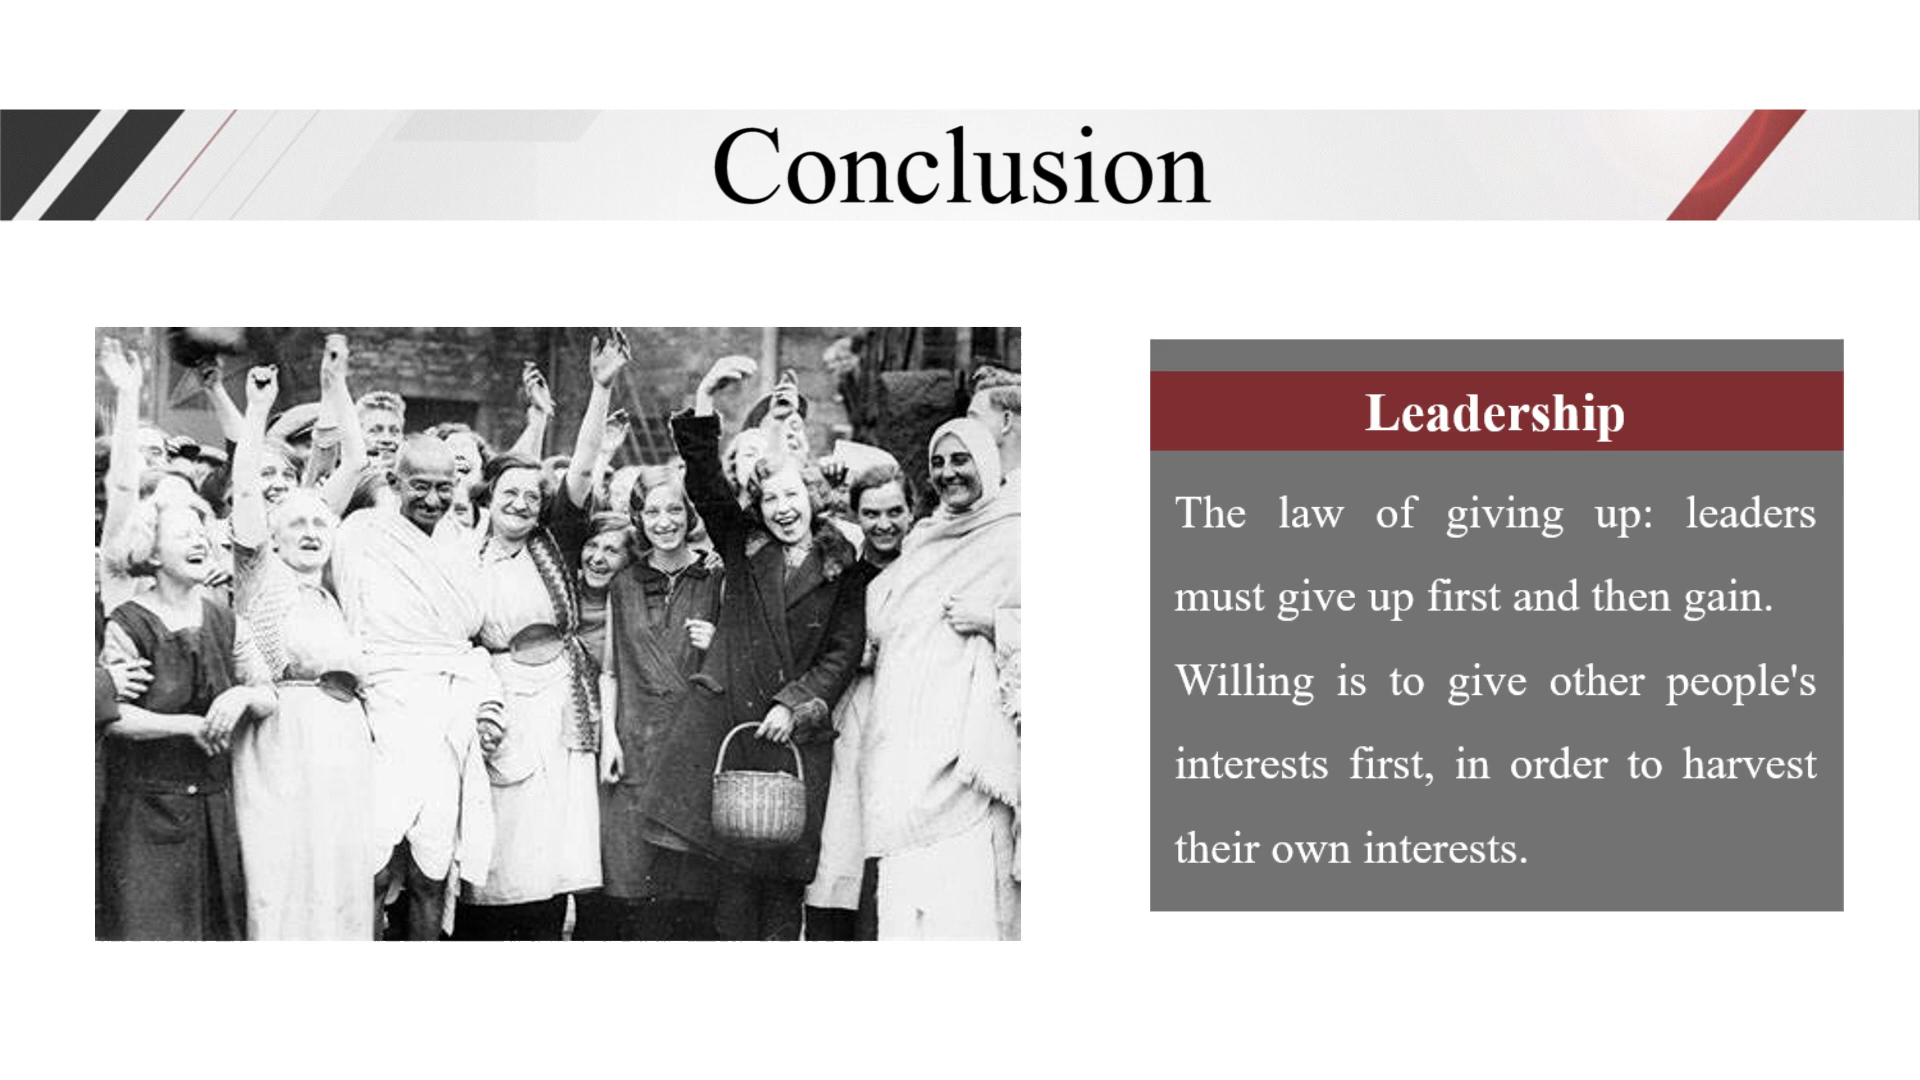 Conclusion
Leadership
The law of giving up: leaders
must give up first and then gain.
Willing is to give other people's
interests first, in order to harvest
their own interests.